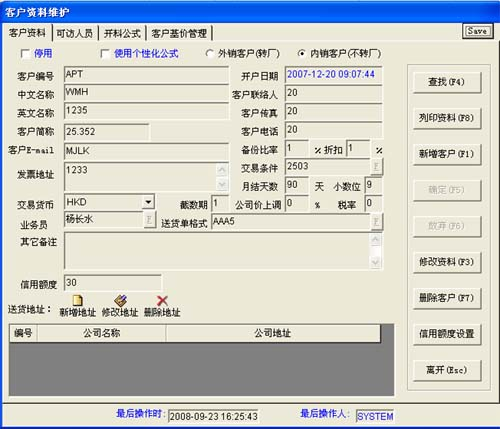 客户资料维护
客户资料 可访人员 开料公式 客户基价管理 Save
停用 使用个性化公式 外销客户(转厂) 内销客户(不转厂)
客户编号 APT 开户日期 2007-12-20 09:07:44
中文名称 WMH 客户联络人 20
英文名称 1235 客户传真 20
客户简称 25.352 客户电话 20
客户E-mail MJLK 备份比率 1 % 折扣 1 %
发票地址 1233 交易条件 2503 F
月结天数 90 天 小数位 9
交易货币 HKD 截数期 1 公司价上调 0 % 税率 0
业务员 杨长水 F 送货单格式 AAA5 F
其它备注
信用额度 30
送货地址： 新增地址 修改地址 删除地址
编号 公司名称 公司地址
查找(F4)
列印资料(F8)
新增客户(F1)
确定(F5)
放弃(F6)
修改资料(F3)
删除客户(F7)
信用额度设置
离开(Esc)
最后操作时: 2008-09-23 16:25:43 最后操作人: SYSTEM